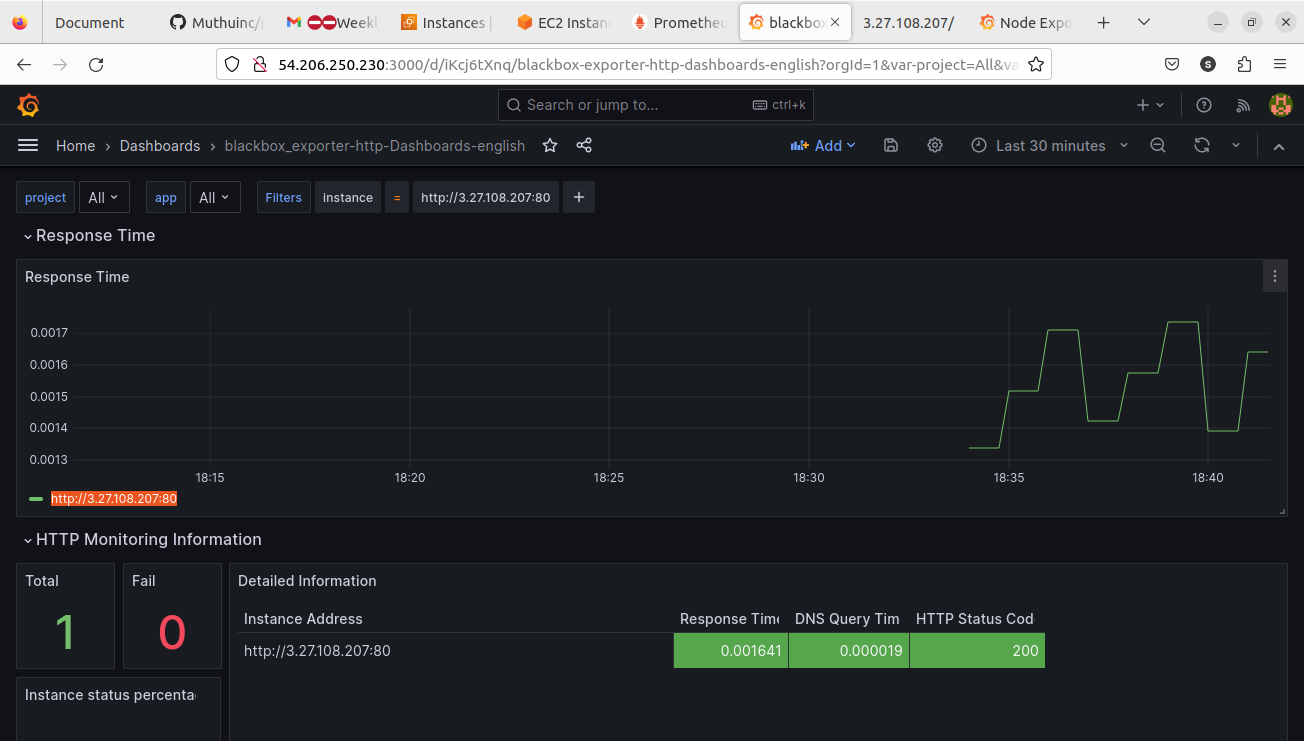 Document
Muthuinc/p
Weekl
Instances |
EC2 Instan
Prometheu
blackbox
3.27.108.207/
Node Expo
54.206.250.230:3000/d/iKcj6tXnq/blackbox-exporter-http-dashboards-english?orgId=1&var-project=All&va
S
Search or jump to...
ctrl+k
Home › Dashboards › blackbox_exporter-http-Dashboards-english
Add
Last 30 minutes
project All app All Filters instance = http://3.27.108.207:80 +
Response Time
Response Time
0.0017
0.0016
0.0015
0.0014
0.0013
18:15 18:20 18:25 18:30 18:35 18:40
http://3.27.108.207:80
HTTP Monitoring Information
Total
1
Fail
0
Detailed Information
Instance Address Response Time DNS Query Tim HTTP Status Cod
http://3.27.108.207:80 0.001641 0.000019 200
Instance status percenta